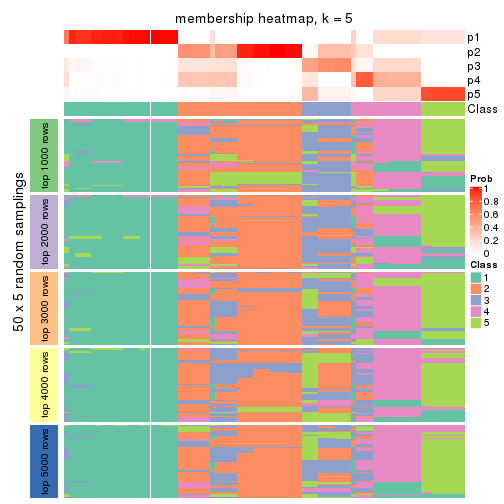 membership heatmap, k = 5
p1
p2
p3
p4
p5
Class
50 x 5 random samplings
top 1000 rows
top 2000 rows
top 3000 rows
top 4000 rows
top 5000 rows
Prob
1
0.8
0.6
0.4
0.2
0
Class
1
2
3
4
5